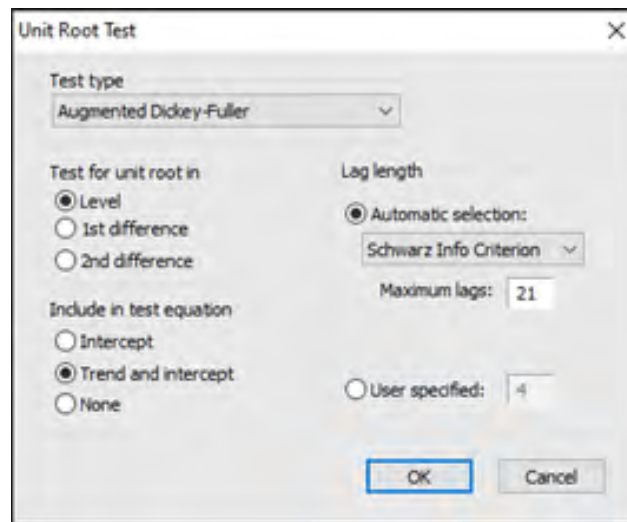 Unit Root Test
Test type
Augmented Dickey-Fuller
Test for unit root in
Level
1st difference
2nd difference
Include in test equation
Intercept
Trend and intercept
None
Lag length
Automatic selection:
Schwarz Info Criterion
Maximum lags: 21
User specified: 4
OK Cancel